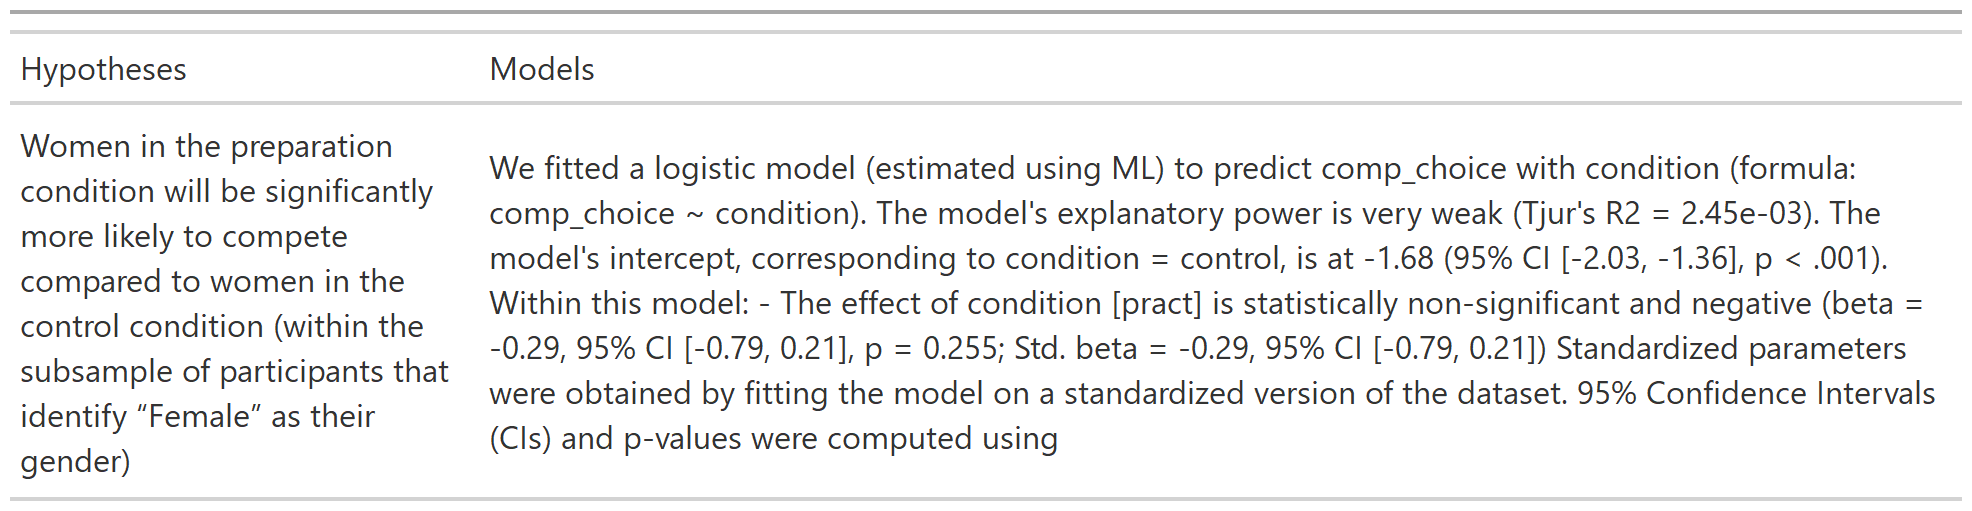 Hypotheses
Models
Women in the preparation
condition will be significantly
more likely to compete
compared to women in the
control condition (within the
subsample of participants that
identify “Female” as their
gender)
We fitted a logistic model (estimated using ML) to predict comp_choice with condition (formula:
comp_choice ~ condition). The model's explanatory power is very weak (Tjur's R2 = 2.45e-03). The
model's intercept, corresponding to condition = control, is at -1.68 (95% CI [-2.03, -1.36], p < .001).
Within this model: - The effect of condition [pract] is statistically non-significant and negative (beta =
-0.29, 95% CI [-0.79, 0.21], p = 0.255; Std. beta = -0.29, 95% CI [-0.79, 0.21]) Standardized parameters
were obtained by fitting the model on a standardized version of the dataset. 95% Confidence Intervals
(CIs) and p-values were computed using